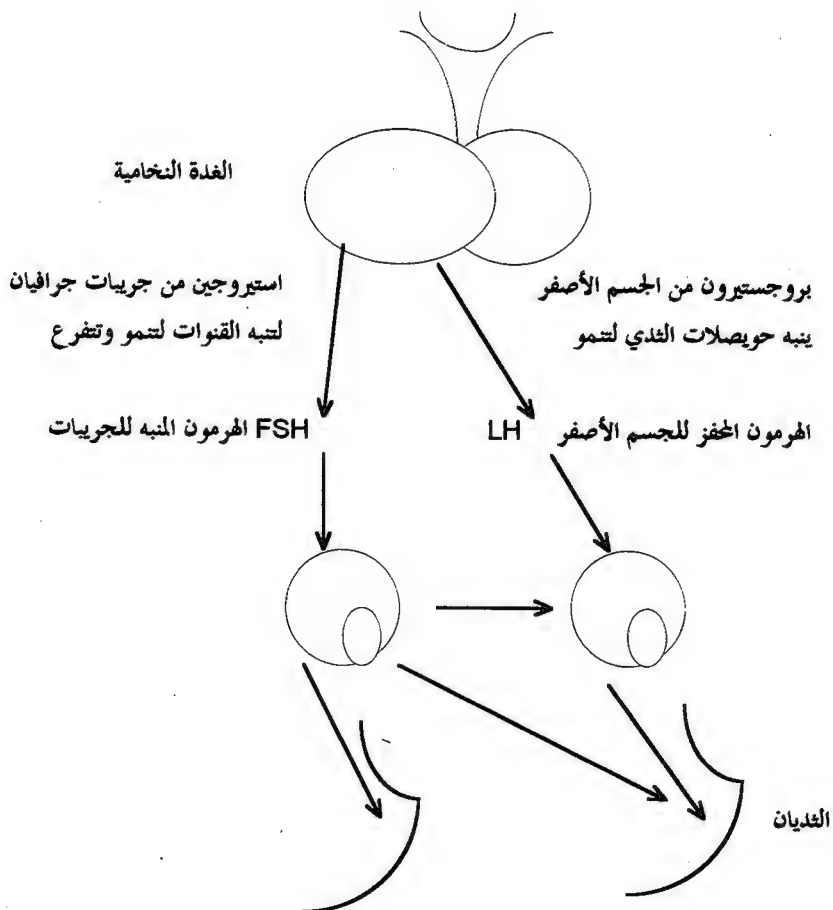 الغدة النخامية
بروجستيرون من الجسم الأصفر
ينبه حويصلات الثدي لتنمو
استيروجين من جريبات جرافيان
لتنبه القنوات لتنمو وتتفرع
الهرمون المحفز للجسم الأصفر LH
FSH الهرمون المنبه للجريبات
الثديان